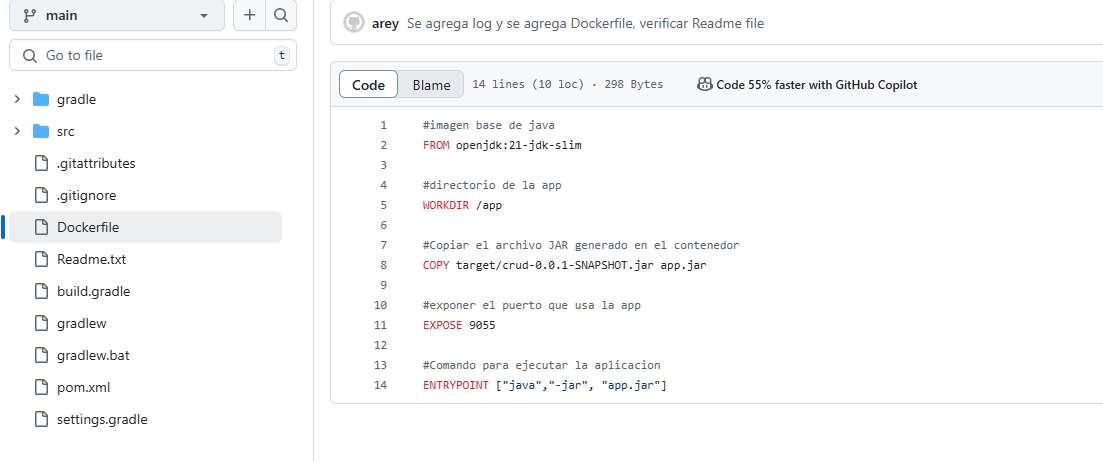 main
Go to file
t
gradle
src
.gitattributes
.gitignore
Dockerfile
Readme.txt
build.gradle
gradlew
gradlew.bat
pom.xml
settings.gradle
arey Se agrega log y se agrega Dockerfile, verificar Readme file
Code Blame 14 lines (10 loc) · 298 Bytes Code 55% faster with GitHub Copilot
1 #imagen base de java
2 FROM openjdk:21-jdk-slim
3
4 #directorio de la app
5 WORKDIR /app
6
7 #Copiar el archivo JAR generado en el contenedor
8 COPY target/crud-0.0.1-SNAPSHOT.jar app.jar
9
10 #exponer el puerto que usa la app
11 EXPOSE 9055
12
13 #Comando para ejecutar la aplicacion
14 ENTRYPOINT ["java","-jar", "app.jar"]